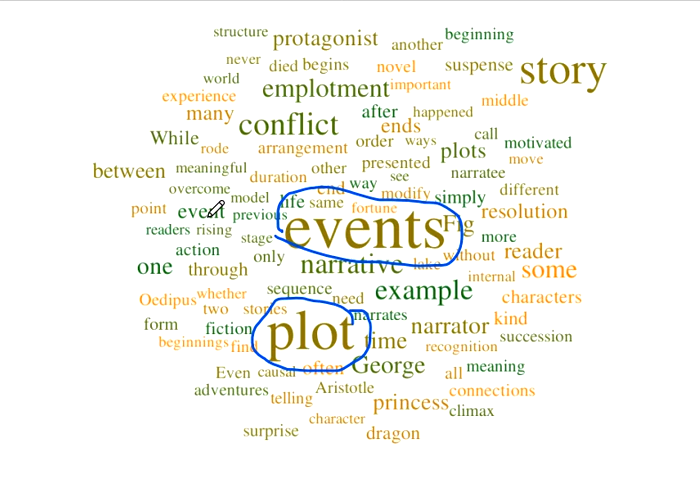 structure protagonist another beginning
never died begins novel suspense story
world emplotment important
experience many after happened middle
While conflict ends call motivated
rode arrangement order ways plots move
between meaningful duration other presented see narratee
overcome model end way modify simply different
point event previous life same fortune Fig resolution
readers rising stage events more
action only narrative lake without reader
one through internal some
sequence need example characters
Oedipus whether two stories narrates kind
form fiction plot time narrator succession
beginnings find recognition
Even causal often George all meaning
adventures Aristotle connections
telling princess climax
character
surprise dragon